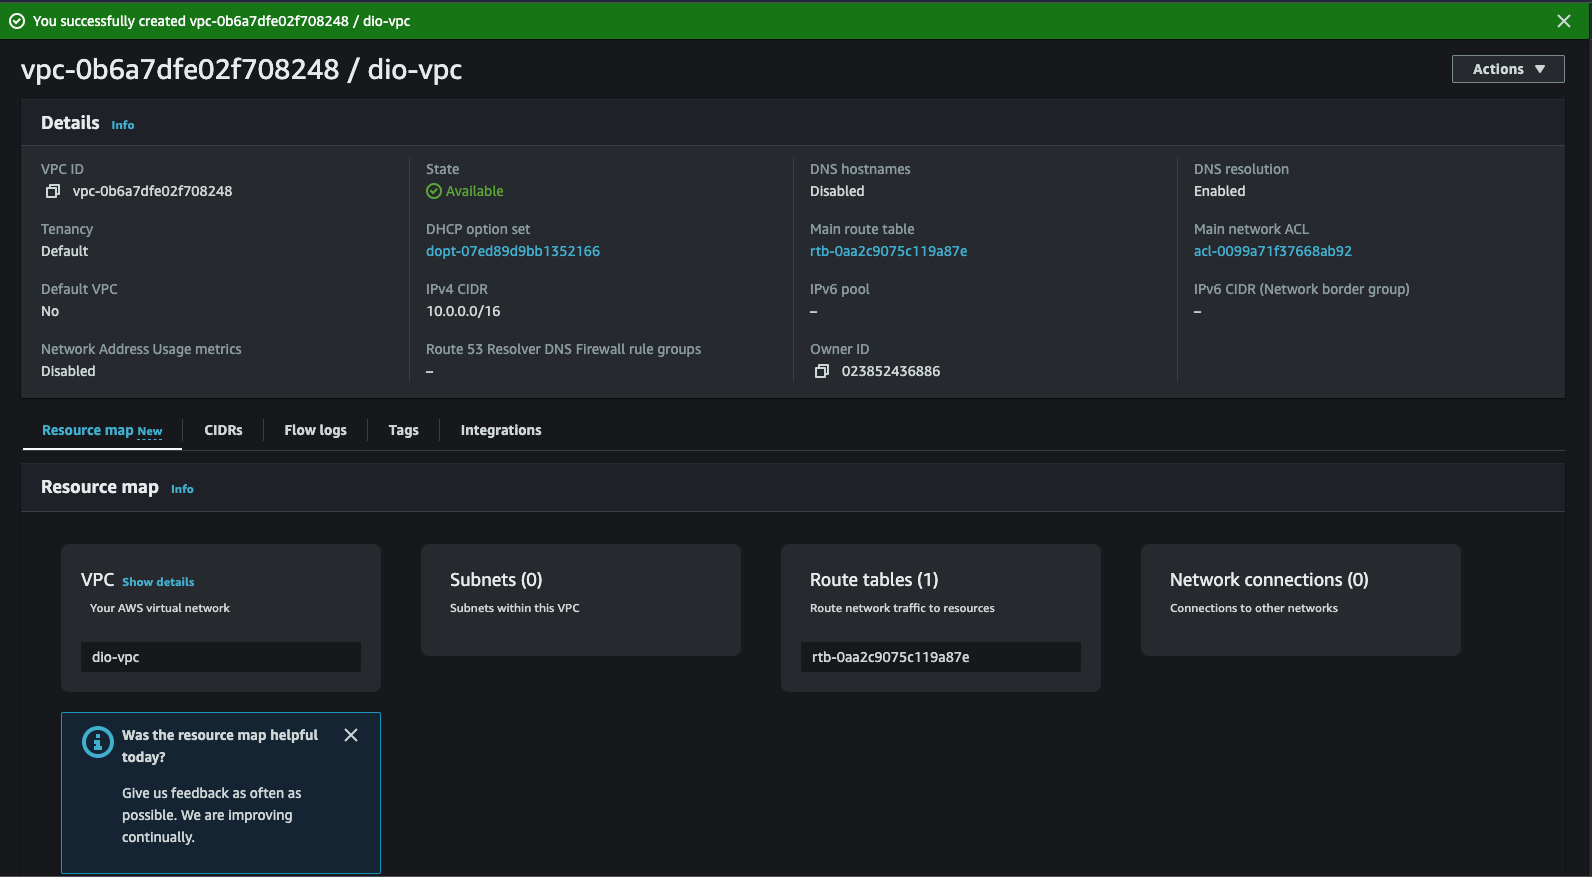 You successfully created vpc-0b6a7dfe02f708248 / dio-vpc
vpc-0b6a7dfe02f708248 / dio-vpc
Actions
Details Info
VPC ID
vpc-0b6a7dfe02f708248
State
Available
DNS hostnames
Disabled
DNS resolution
Enabled
Tenancy
Default
DHCP option set
dopt-07ed89d9bb1352166
Main route table
rtb-0aa2c9075c119a87e
Main network ACL
acl-0099a71f37668ab92
Default VPC
No
IPv4 CIDR
10.0.0.0/16
IPv6 pool
–
IPv6 CIDR (Network border group)
–
Network Address Usage metrics
Disabled
Route 53 Resolver DNS Firewall rule groups
–
Owner ID
023852436886
Resource map New
CIDRs
Flow logs
Tags
Integrations
Resource map Info
VPC Show details
Your AWS virtual network
dio-vpc
Subnets (0)
Subnets within this VPC
Route tables (1)
Route network traffic to resources
rtb-0aa2c9075c119a87e
Network connections (0)
Connections to other networks
Was the resource map helpful
today?
Give us feedback as often as
possible. We are improving
continually.